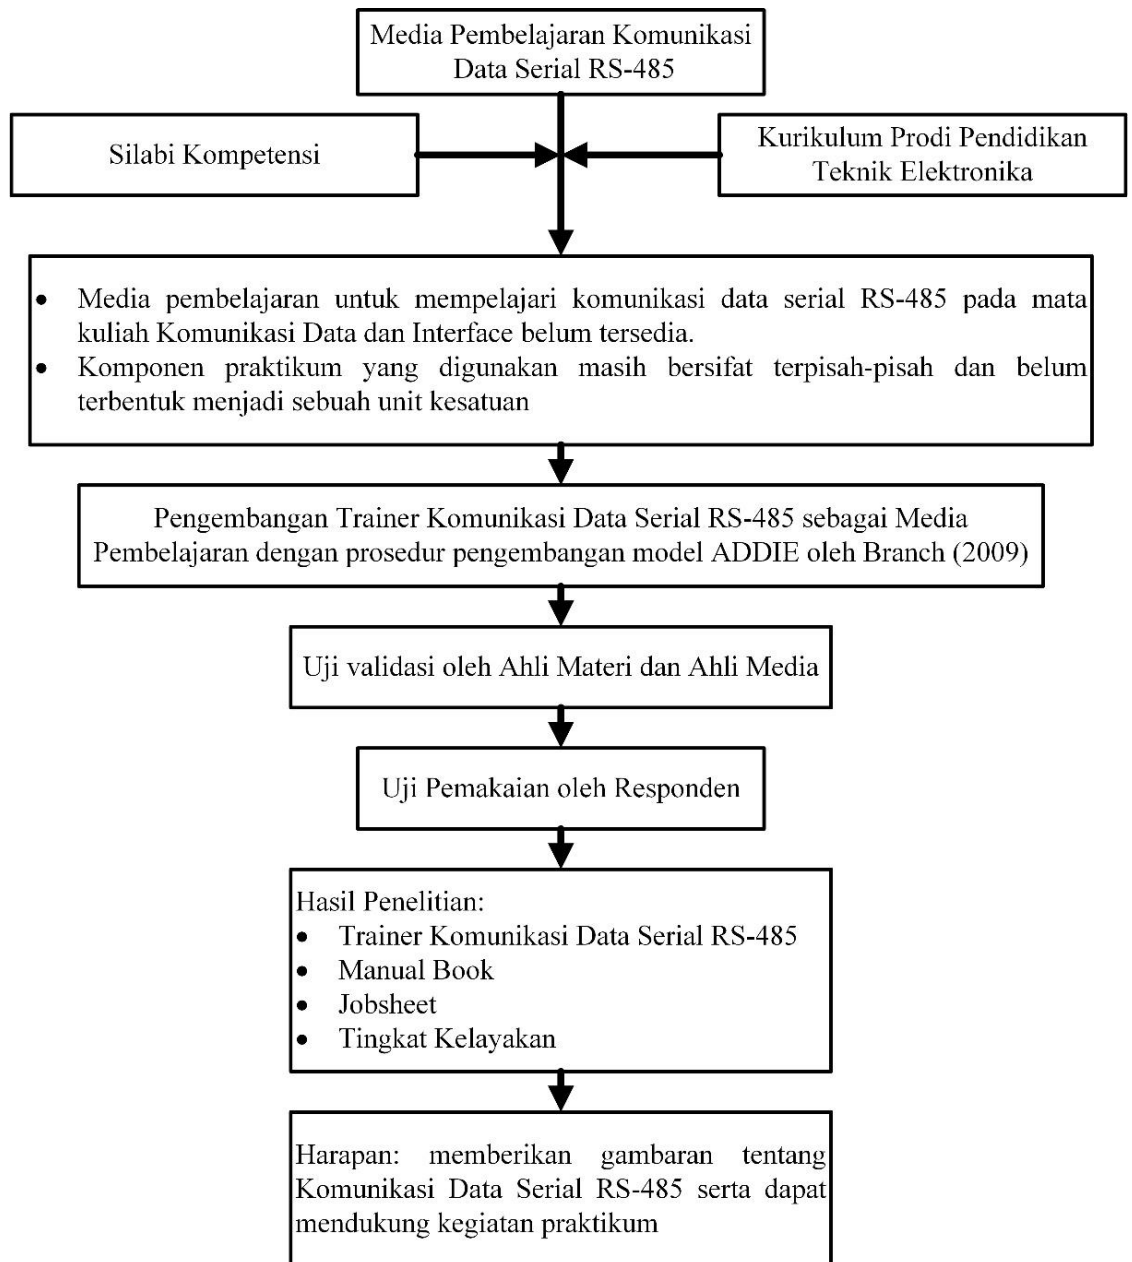 Media Pembelajaran Komunikasi
Data Serial RS-485
Silabi Kompetensi
Kurikulum Prodi Pendidikan
Teknik Elektronika
• Media pembelajaran untuk mempelajari komunikasi data serial RS-485 pada mata
kuliah Komunikasi Data dan Interface belum tersedia.
• Komponen praktikum yang digunakan masih bersifat terpisah-pisah dan belum
terbentuk menjadi sebuah unit kesatuan
Pengembangan Trainer Komunikasi Data Serial RS-485 sebagai Media
Pembelajaran dengan prosedur pengembangan model ADDIE oleh Branch (2009)
Uji validasi oleh Ahli Materi dan Ahli Media
Uji Pemakaian oleh Responden
Hasil Penelitian:
• Trainer Komunikasi Data Serial RS-485
• Manual Book
• Jobsheet
• Tingkat Kelayakan
Harapan: memberikan gambaran tentang
Komunikasi Data Serial RS-485 serta dapat
mendukung kegiatan praktikum